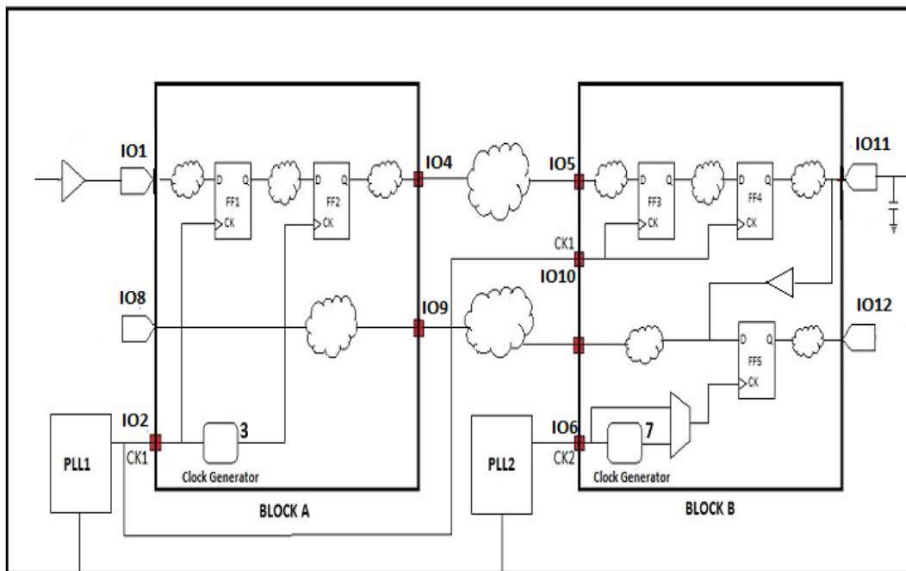 IO1
D Q
FF1
CK
D Q
FF2
CK
IO4
IO5
D Q
FF3
CK
D Q
FF4
CK
IO11
CK1
IO10
IO8
IO9
IO12
D Q
FF5
CK
PLL1
IO2
CK1
3
Clock Generator
BLOCK A
PLL2
IO6
CK2
7
Clock Generator
BLOCK B